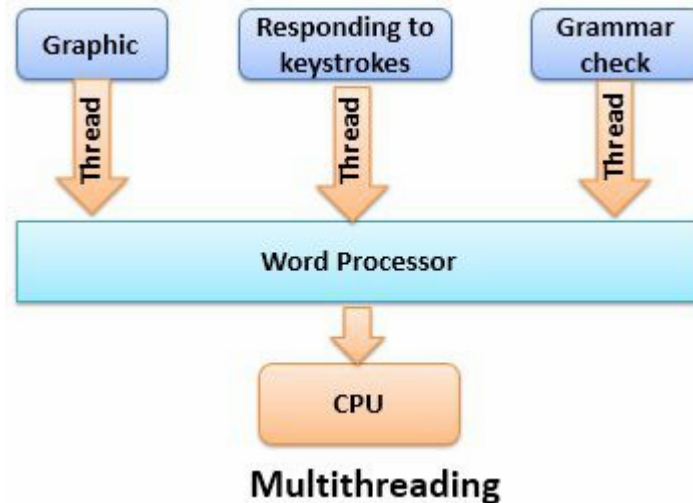 Graphic
Responding to
keystrokes
Grammar
check
Thread
Thread
Thread
Word Processor
CPU
Multithreading